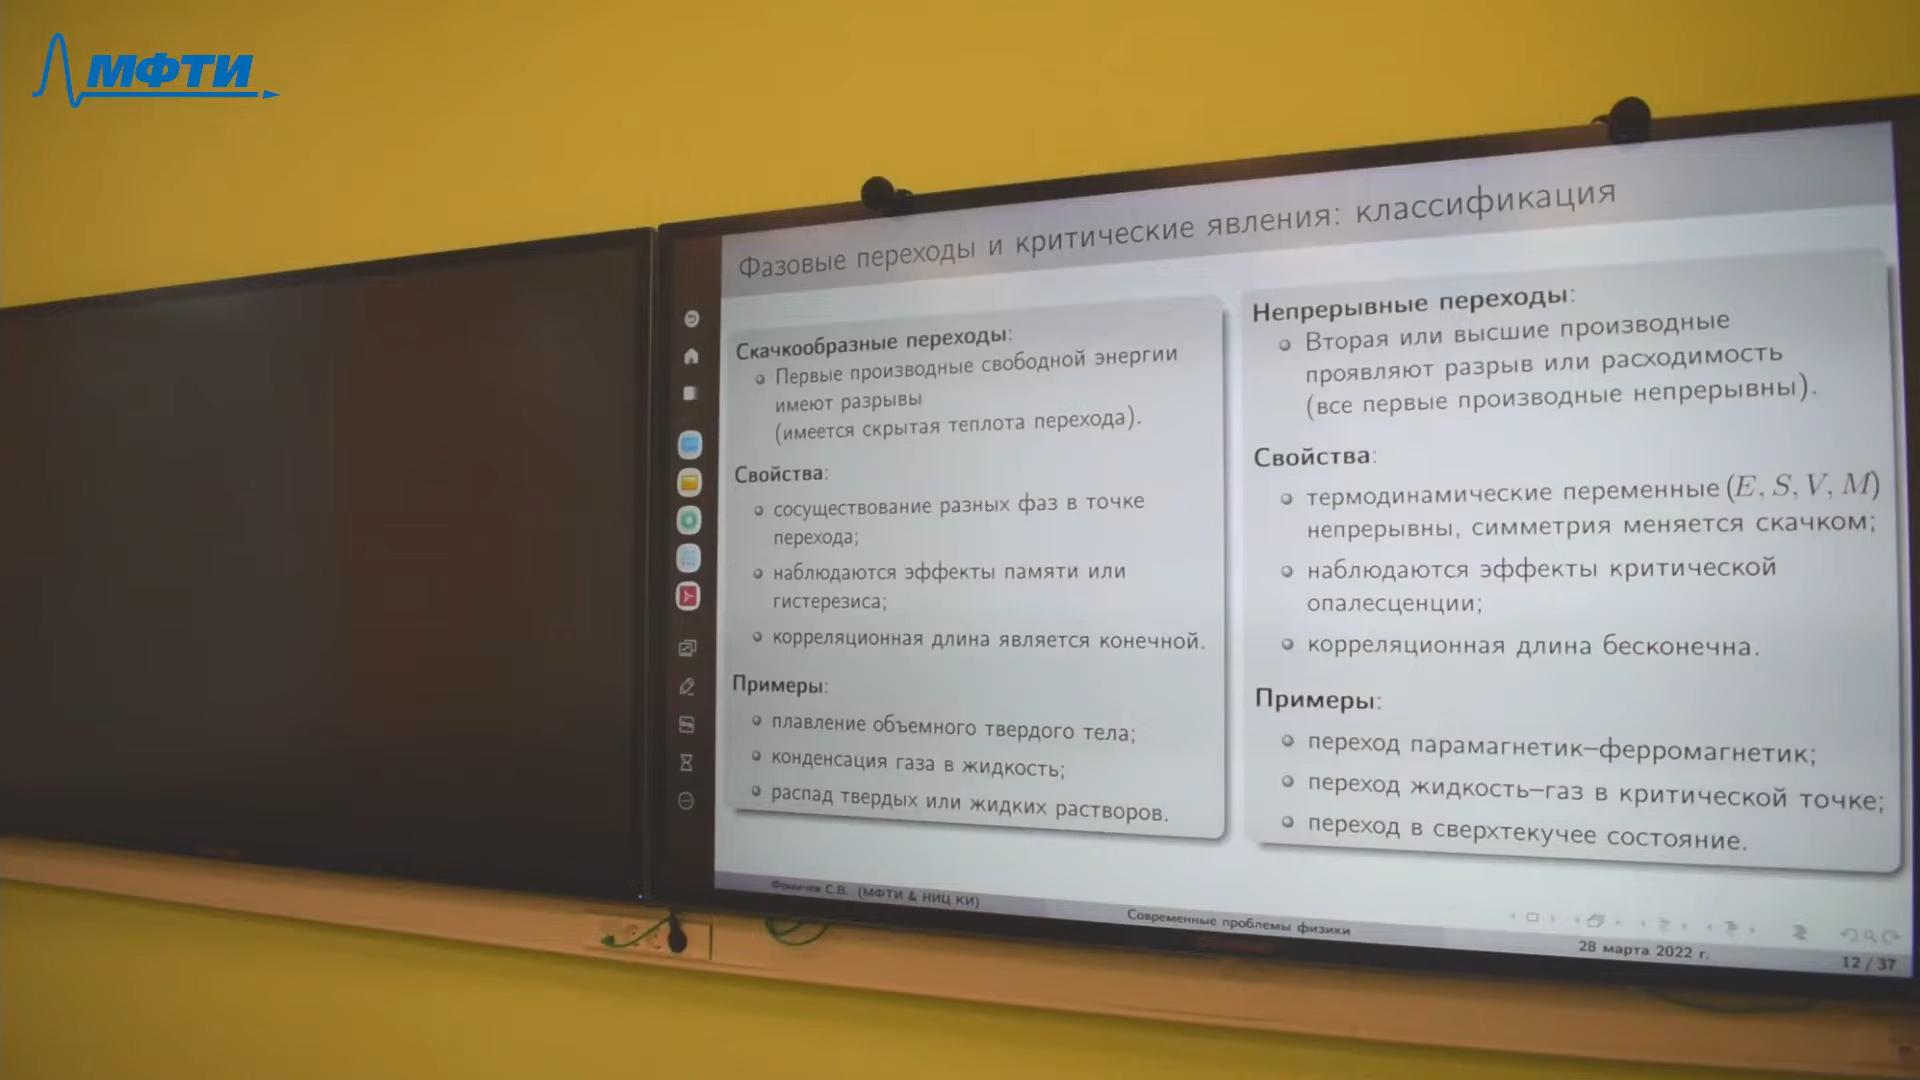 МФТИ
Фазовые переходы и критические явления: классификация
Скачкообразные переходы:
Первые производные свободной энергии
имеют разрывы
(имеется скрытая теплота перехода).
Свойства:
сосуществование разных фаз в точке
перехода;
наблюдаются эффекты памяти или
гистерезиса;
корреляционная длина является конечной.
Примеры:
плавление объемного твердого тела;
конденсация газа в жидкость;
распад твердых или жидких растворов.
Непрерывные переходы:
Вторая или высшие производные
проявляют разрыв или расходимость
(все первые производные непрерывны).
Свойства:
термодинамические переменные (E, S, V, M)
непрерывны, симметрия меняется скачком;
наблюдаются эффекты критической
опалесценции;
корреляционная длина бесконечна.
Примеры:
переход парамагнетик–ферромагнетик;
переход жидкость–газ в критической точке;
переход в сверхтекучее состояние.
Фомичев С.В. (МФТИ & НИЦ КИ)
Современные проблемы физики
28 марта 2022 г.
12 / 37